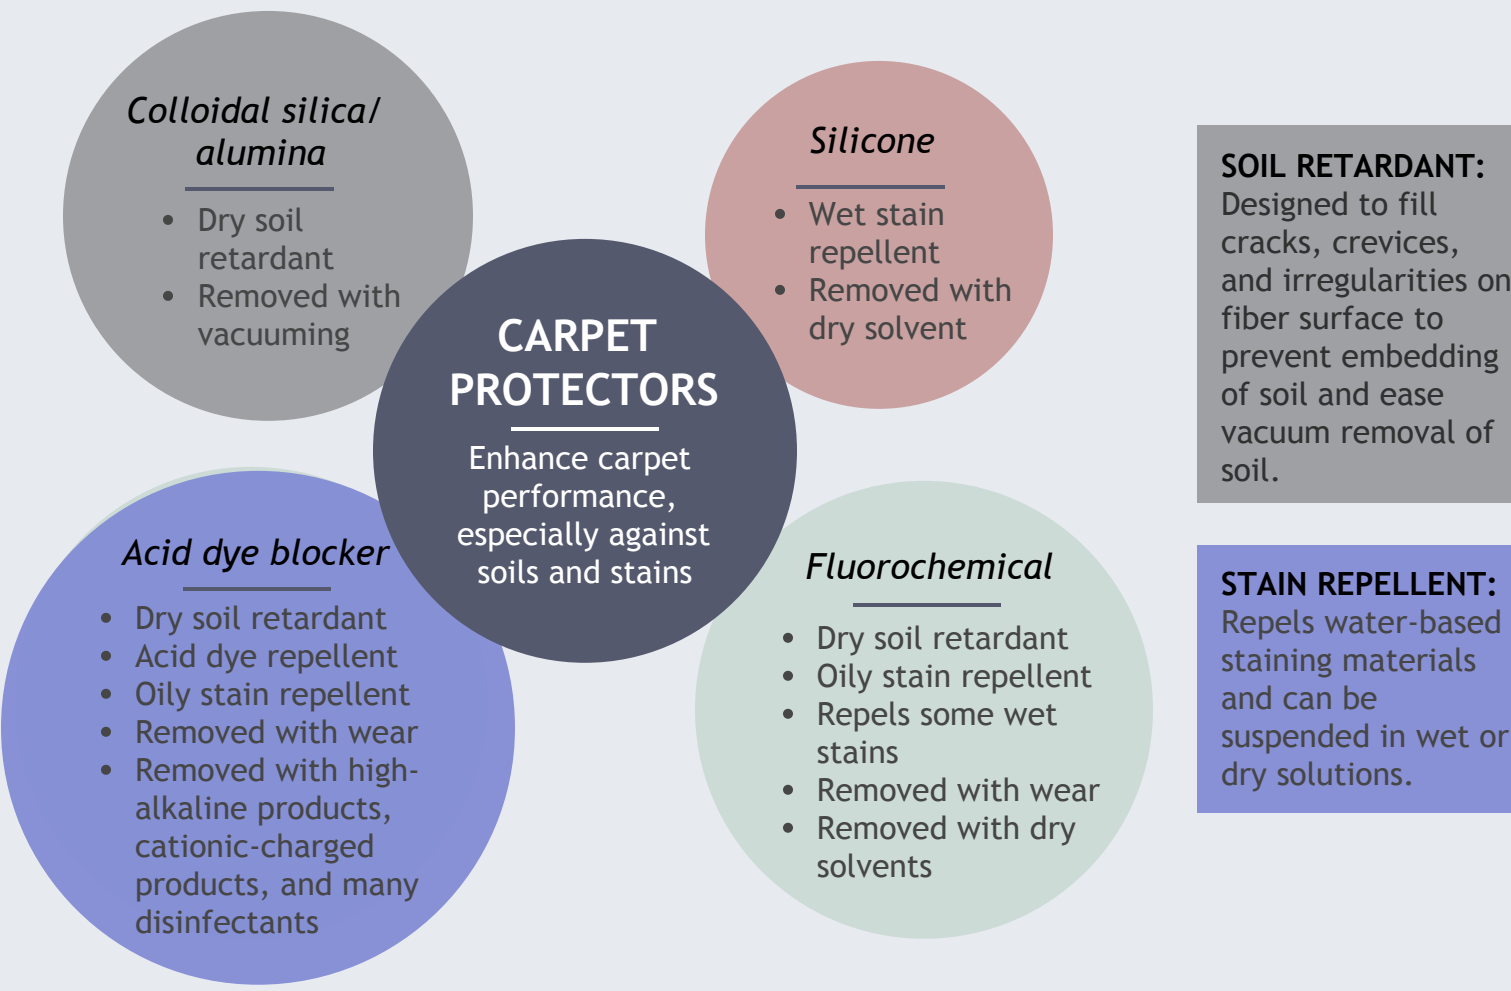 Colloidal silica/
alumina
• Dry soil
retardant
• Removed with
vacuuming
Silicone
• Wet stain
repellent
• Removed with
dry solvent
CARPET
PROTECTORS
Enhance carpet
performance,
especially against
soils and stains
Acid dye blocker
• Dry soil retardant
• Acid dye repellent
• Oily stain repellent
• Removed with wear
• Removed with high-
alkaline products,
cationic-charged
products, and many
disinfectants
Fluorochemical
• Dry soil retardant
• Oily stain repellent
• Repels some wet
stains
• Removed with wear
• Removed with dry
solvents
SOIL RETARDANT:
Designed to fill
cracks, crevices,
and irregularities on
fiber surface to
prevent embedding
of soil and ease
vacuum removal of
soil.
STAIN REPELLENT:
Repels water-based
staining materials
and can be
suspended in wet or
dry solutions.